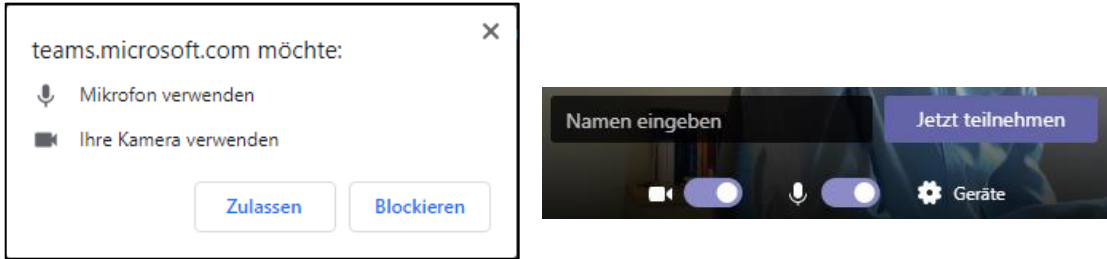 teams.microsoft.com möchte:
Mikrofon verwenden
Ihre Kamera verwenden
Zulassen
Blockieren
Namen eingeben
Jetzt teilnehmen
Geräte